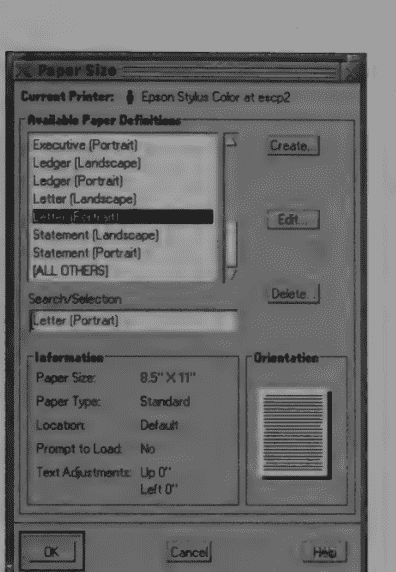 Paper Size
Current Printer: Epson Stylus Color at escp2
Available Paper Definitions
Executive (Portrait)
Ledger (Landscape)
Ledger (Portrait)
Letter (Landscape)
Letter (Portrait)
Statement (Landscape)
Statement (Portrait)
(ALL OTHERS)
Create...
Edit...
Delete...
Search/Selection
Letter (Portrait)
Information
Paper Size: 8.5" X 11"
Paper Type: Standard
Location: Default
Prompt to Load: No
Text Adjustments: Up 0"
Left 0"
Orientation
OK Cancel Help